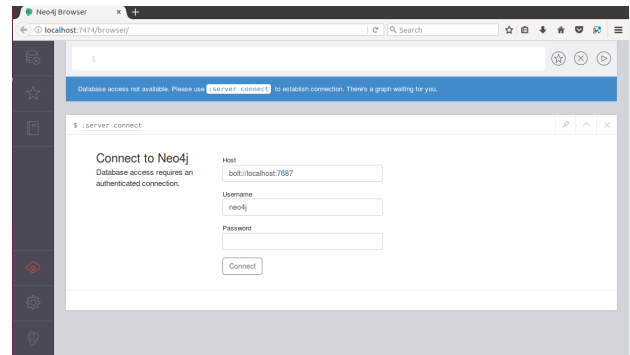 Neo4j Browser × +
localhost:7474/browser/ Search
$
Database access not available. Please use :server connect to establish connection. There's a graph waiting for you.
$ :server connect
Connect to Neo4j
Database access requires an
authenticated connection.
Host
bolt://localhost:7687
Username
neo4j
Password
Connect